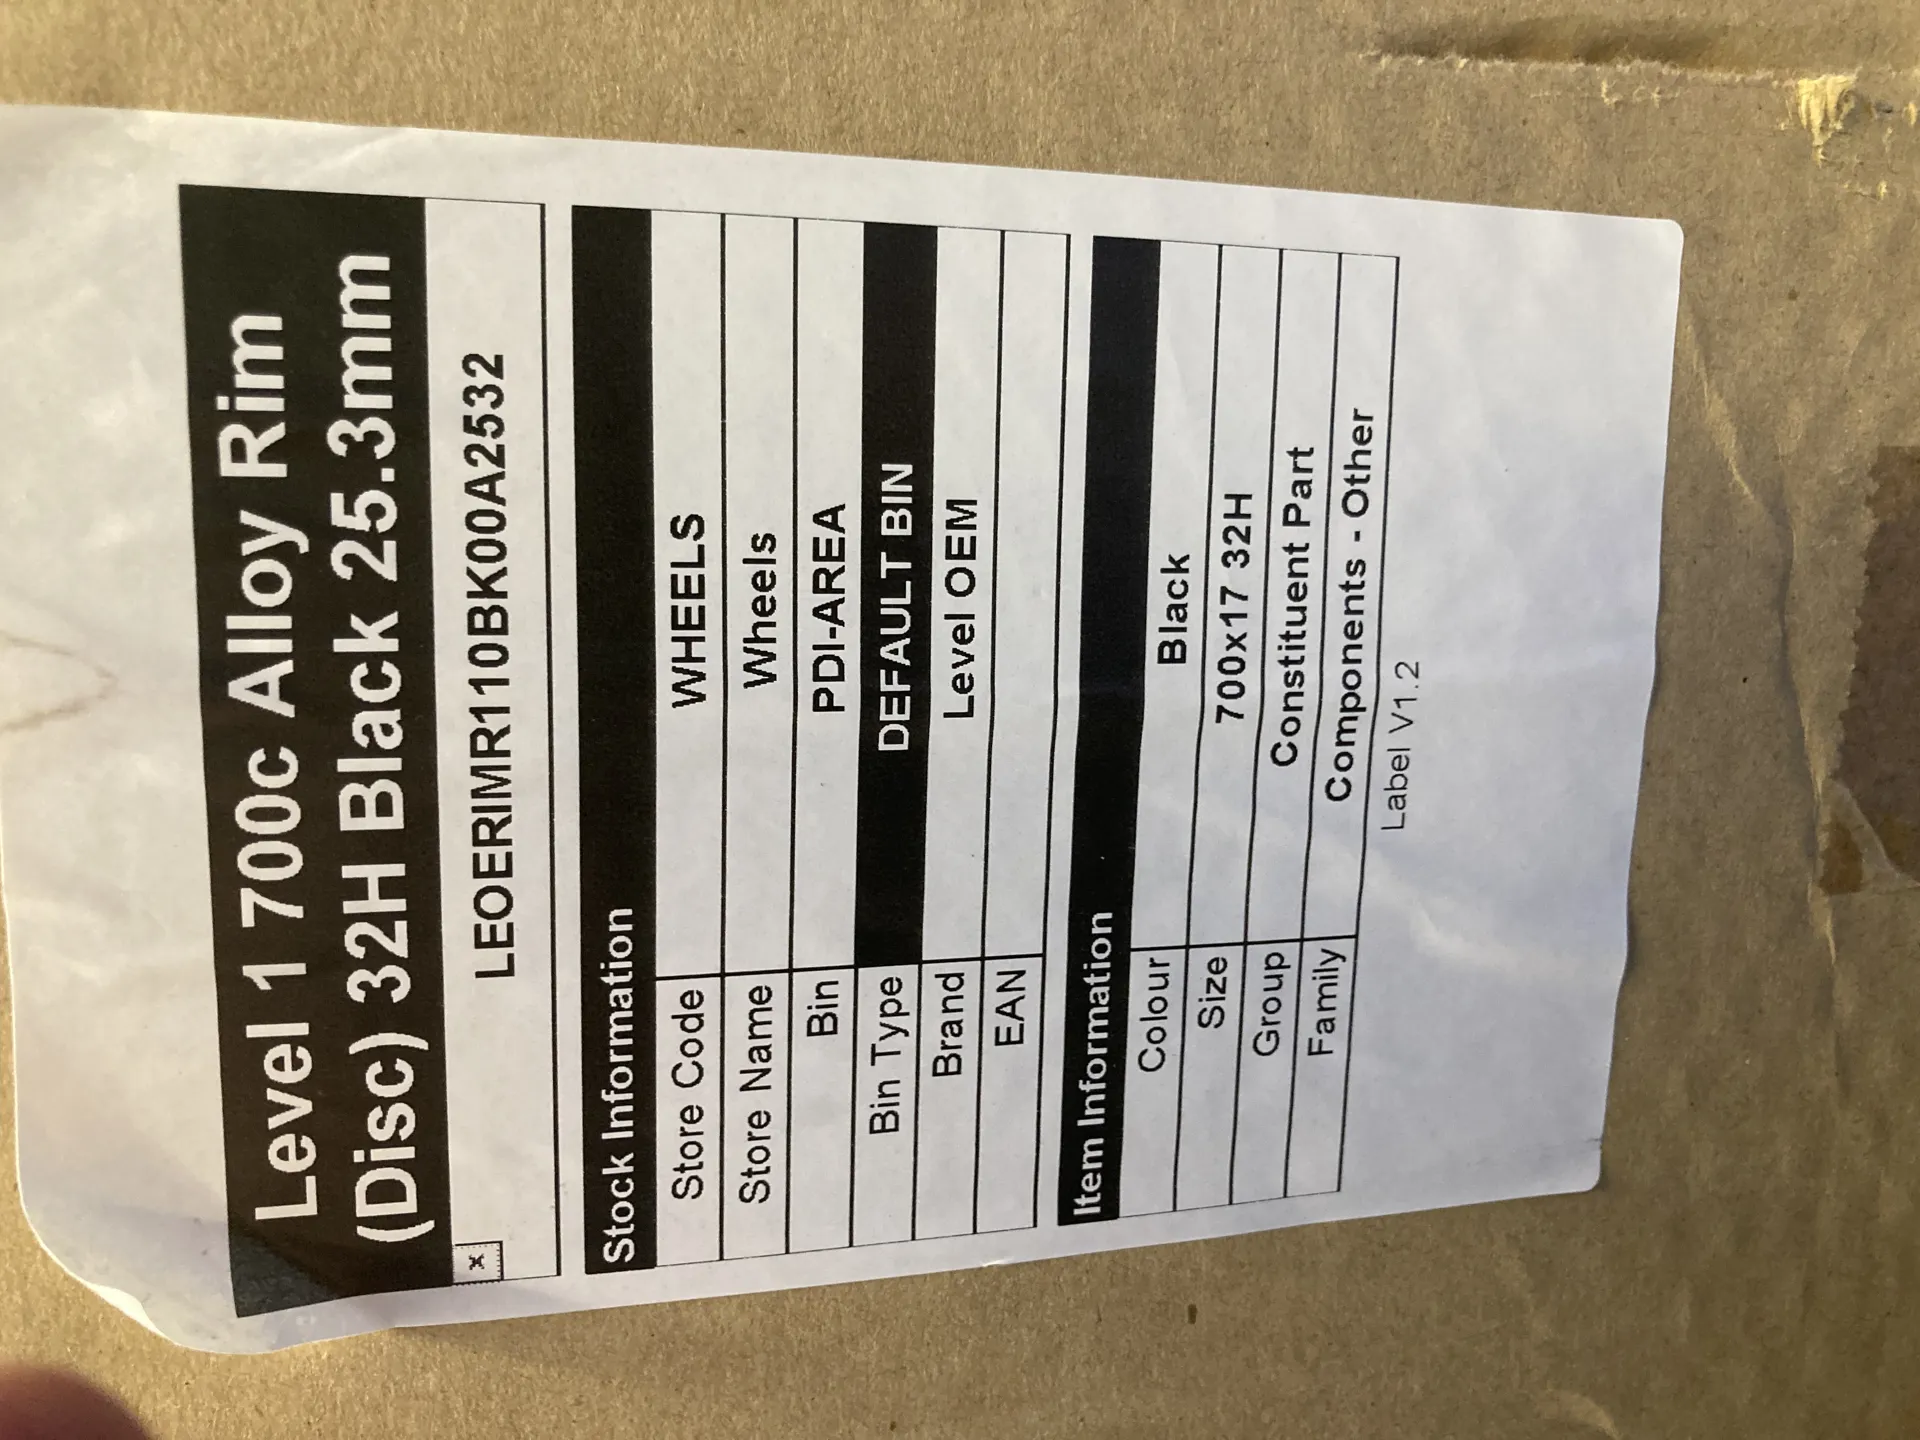 Level 1 700c Alloy Rim
(Disc) 32H Black 25.3mm
x LEOERIMR110BK00A2532
Stock Information
Store Code WHEELS
Store Name Wheels
Bin PDI-AREA
Bin Type DEFAULT BIN
Brand Level OEM
EAN
Item Information
Colour Black
Size 700x17 32H
Group Constituent Part
Family Components - Other
Label V1.2